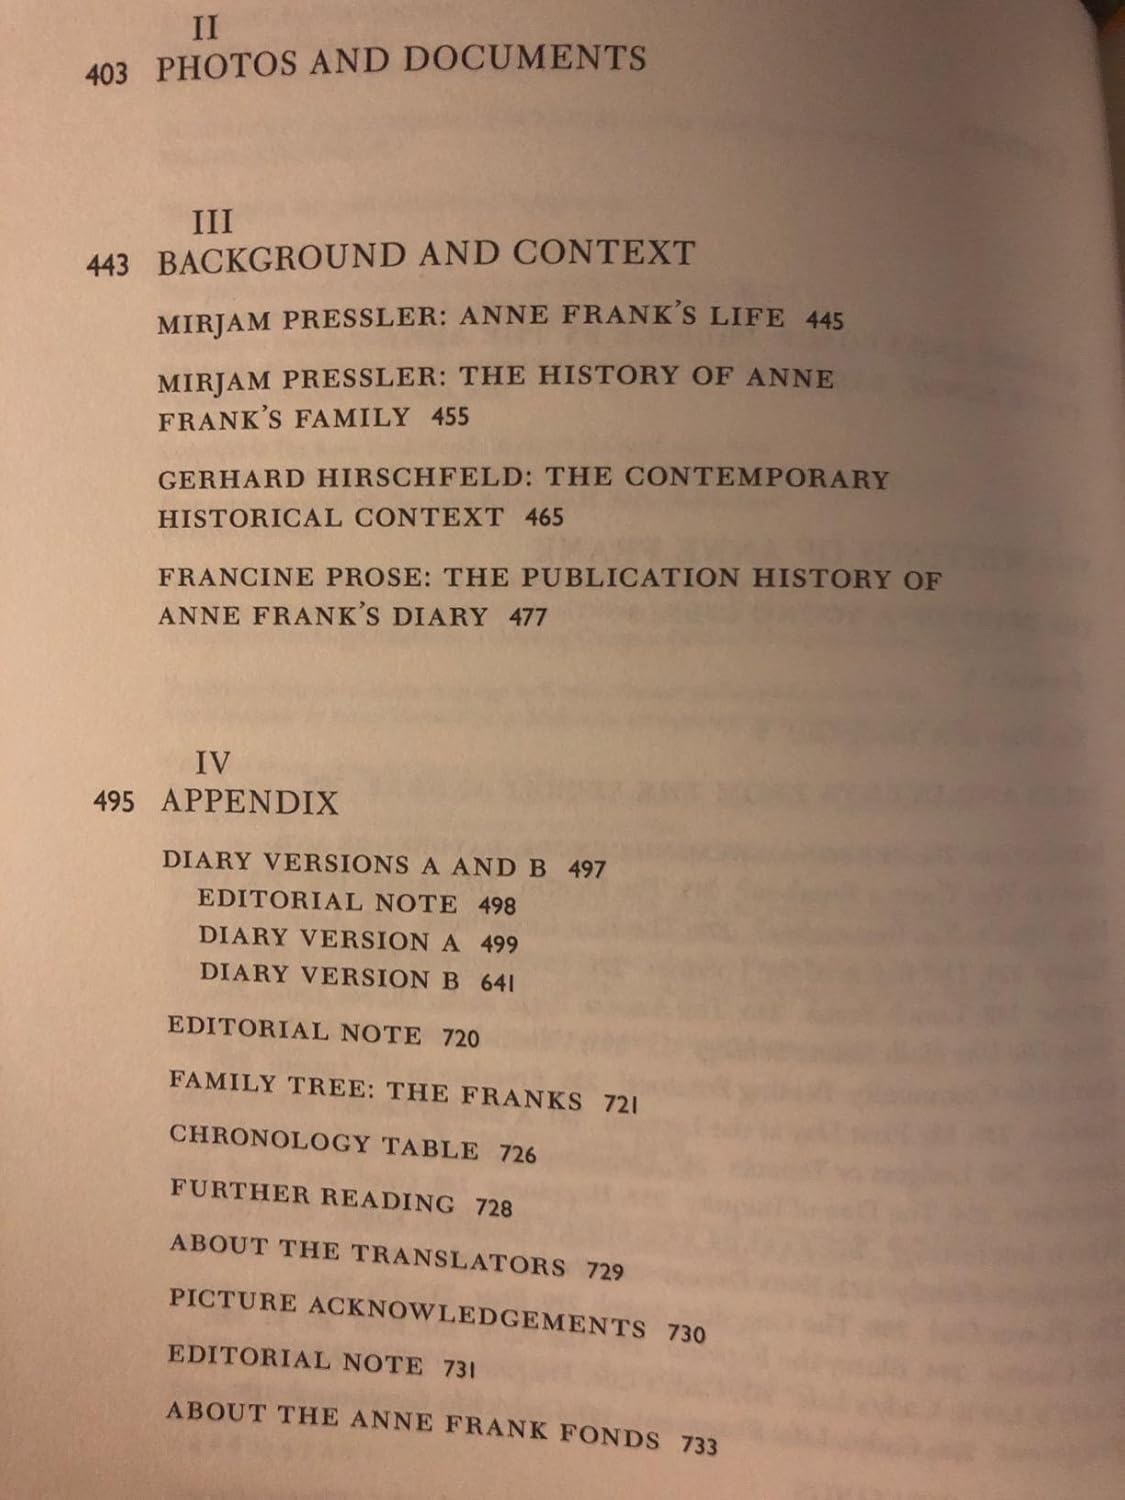 II
403 PHOTOS AND DOCUMENTS
III
443 BACKGROUND AND CONTEXT
MIRJAM PRESSLER: ANNE FRANK'S LIFE 445
MIRJAM PRESSLER: THE HISTORY OF ANNE
FRANK'S FAMILY 455
GERHARD HIRSCHFELD: THE CONTEMPORARY
HISTORICAL CONTEXT 465
FRANCINE PROSE: THE PUBLICATION HISTORY OF
ANNE FRANK'S DIARY 477
IV
495 APPENDIX
DIARY VERSIONS A AND B 497
EDITORIAL NOTE 498
DIARY VERSION A 499
DIARY VERSION B 641
EDITORIAL NOTE 720
FAMILY TREE: THE FRANKS 721
CHRONOLOGY TABLE 726
FURTHER READING 728
ABOUT THE TRANSLATORS 729
PICTURE ACKNOWLEDGEMENTS 730
EDITORIAL NOTE 731
ABOUT THE ANNE FRANK FONDS 733